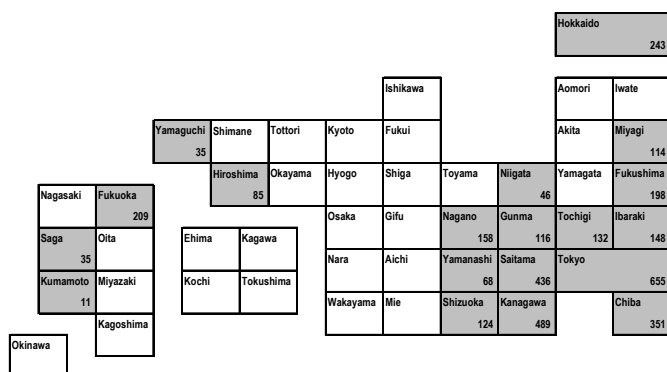 Hokkaido
243
Ishikawa
Aomori
Iwate
Yamaguchi
35
Shimane
Tottori
Kyoto
Fukui
Akita
Miyagi
114
Hiroshima
85
Okayama
Hyogo
Shiga
Toyama
Niigata
46
Yamagata
Fukushima
198
Nagasaki
Fukuoka
209
Osaka
Gifu
Nagano
158
Gunma
116
Tochigi
132
Ibaraki
148
Saga
35
Oita
Ehima
Kagawa
Nara
Aichi
Yamanashi
68
Saitama
436
Tokyo
655
Kumamoto
11
Miyazaki
Kochi
Tokushima
Wakayama
Mie
Shizuoka
124
Kanagawa
489
Chiba
351
Kagoshima
Okinawa